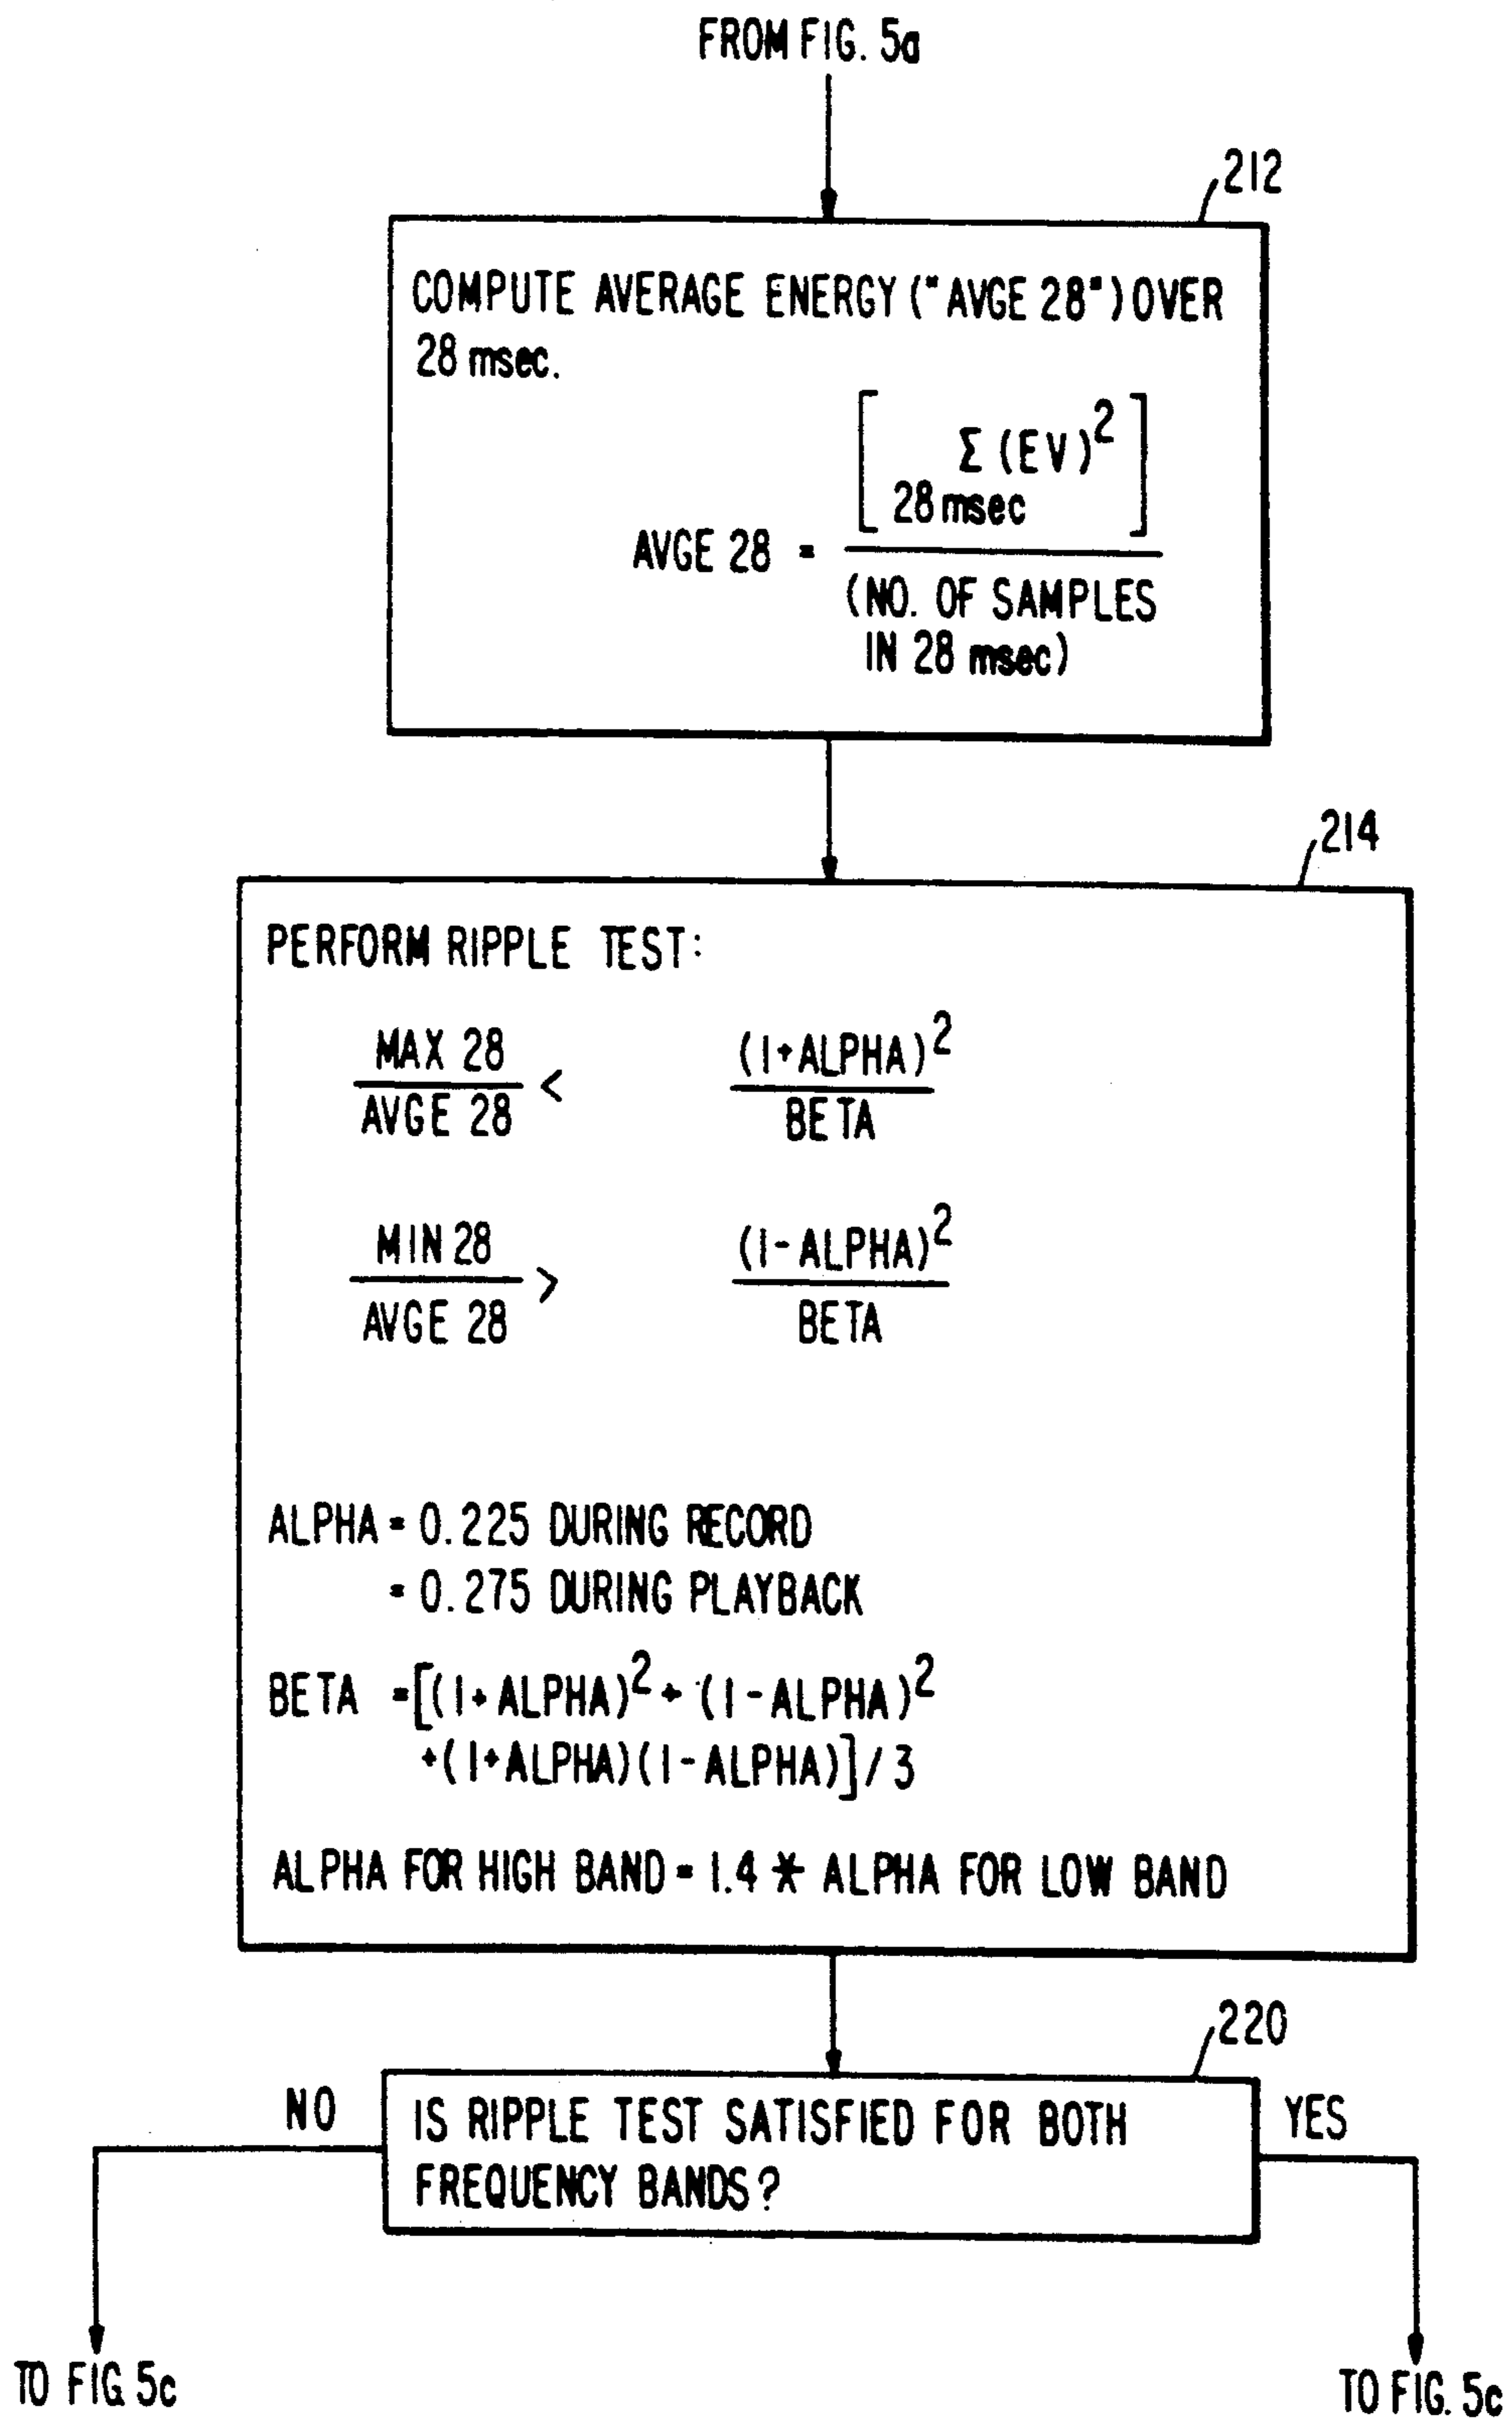 FROM FIG. 5a
212
COMPUTE AVERAGE ENERGY ("AVGE 28") OVER
28 msec.
[ Σ (EV)²
28 msec ]
AVGE 28 =
(NO. OF SAMPLES
IN 28 msec)
214
PERFORM RIPPLE TEST:
MAX 28
AVGE 28
<
(1+ALPHA)²
BETA
MIN 28
AVGE 28
>
(1-ALPHA)²
BETA
ALPHA = 0.225 DURING RECORD
= 0.275 DURING PLAYBACK
BETA =[(1+ALPHA)²+(1-ALPHA)²
+(1+ALPHA)(1-ALPHA)]/3
ALPHA FOR HIGH BAND = 1.4 * ALPHA FOR LOW BAND
220
NO
IS RIPPLE TEST SATISFIED FOR BOTH
FREQUENCY BANDS?
YES
TO FIG. 5c
TO FIG. 5c